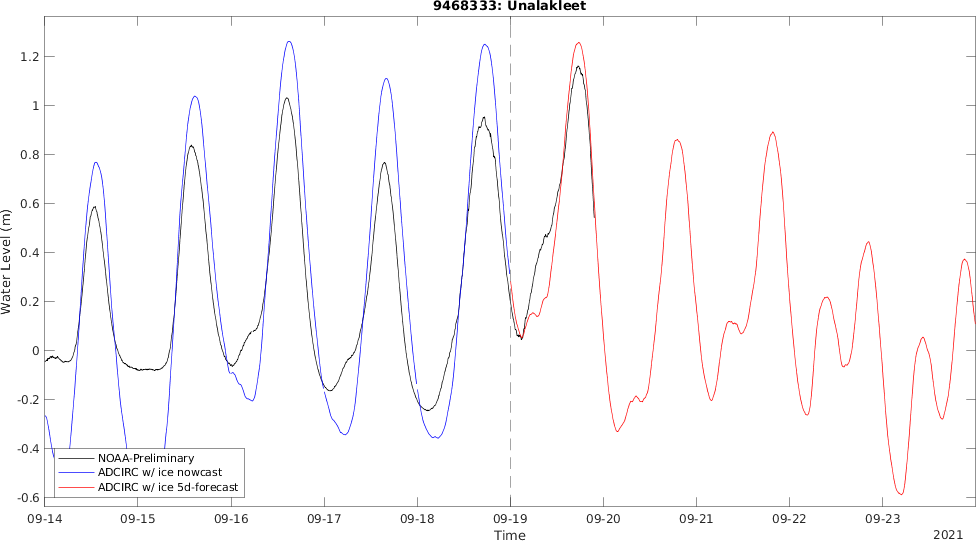 9468333: Unalakleet
Water Level (m)
1.2
1
0.8
0.6
0.4
0.2
0
-0.2
-0.4
-0.6
NOAA-Preliminary
ADCIRC w/ ice nowcast
ADCIRC w/ ice 5d-forecast
09-14 09-15 09-16 09-17 09-18 09-19 09-20 09-21 09-22 09-23
Time
2021